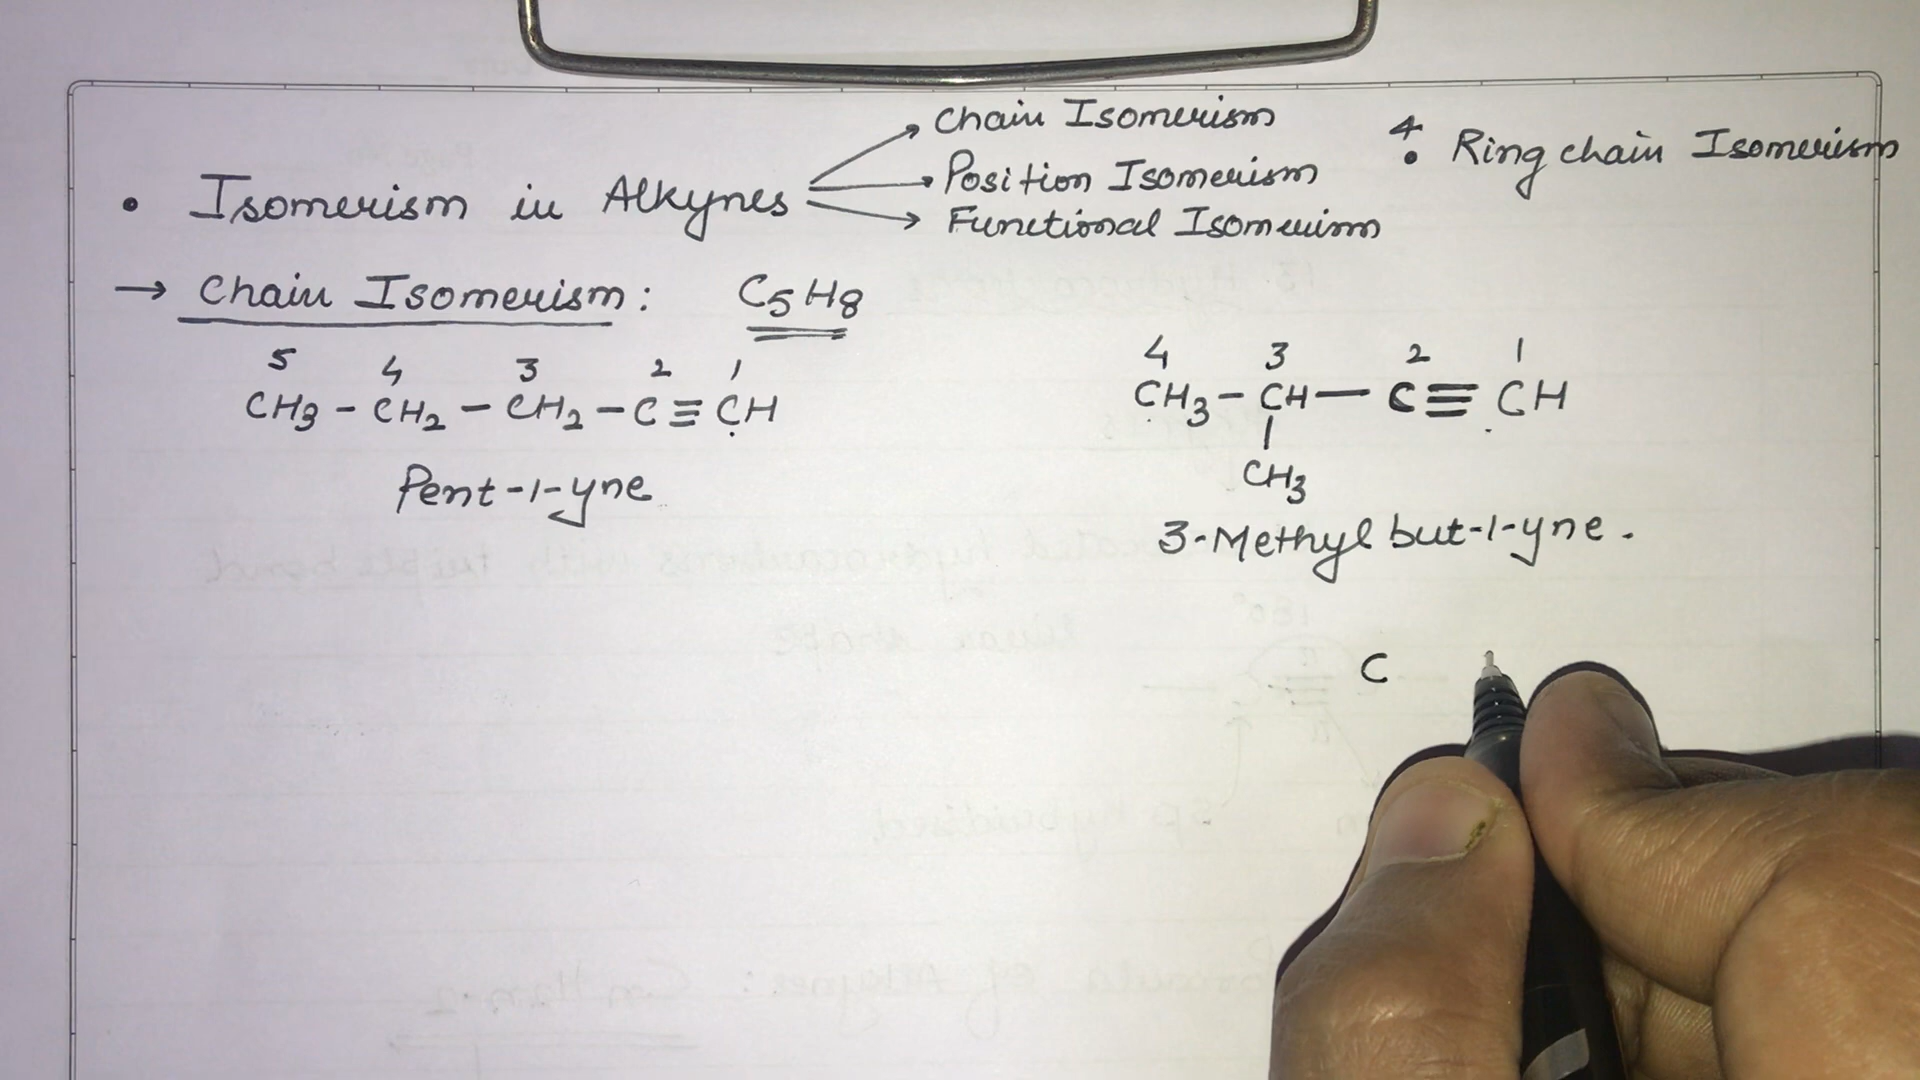 Chain Isomerism
4. Ring chain Isomerism
Position Isomerism
• Isomerism in Alkynes
Functional Isomerism
→ Chain Isomerism: C5H8
5 4 3 2 1
CH3 - CH2 - CH2 - C ≡ CH
Pent-1-yne
4 3 2 1
CH3 - CH - C ≡ CH
CH3
3-Methyl but-1-yne.
C